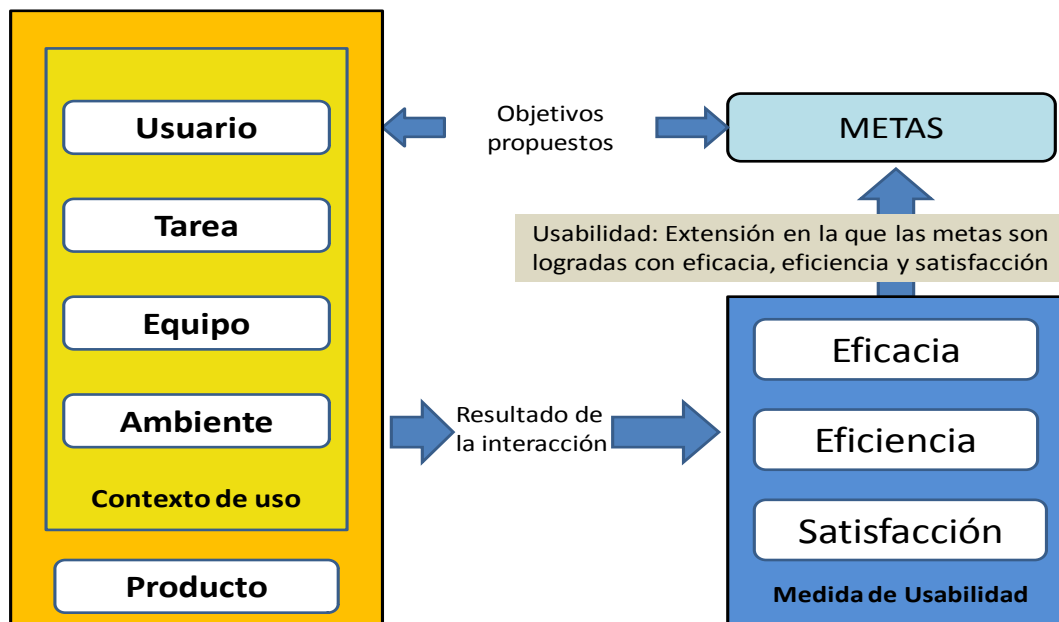 Usuario
Tarea
Equipo
Ambiente
Contexto de uso
Producto
Objetivos
propuestos
METAS
Usabilidad: Extensión en la que las metas son
logradas con eficacia, eficiencia y satisfacción
Resultado de
la interacción
Eficacia
Eficiencia
Satisfacción
Medida de Usabilidad